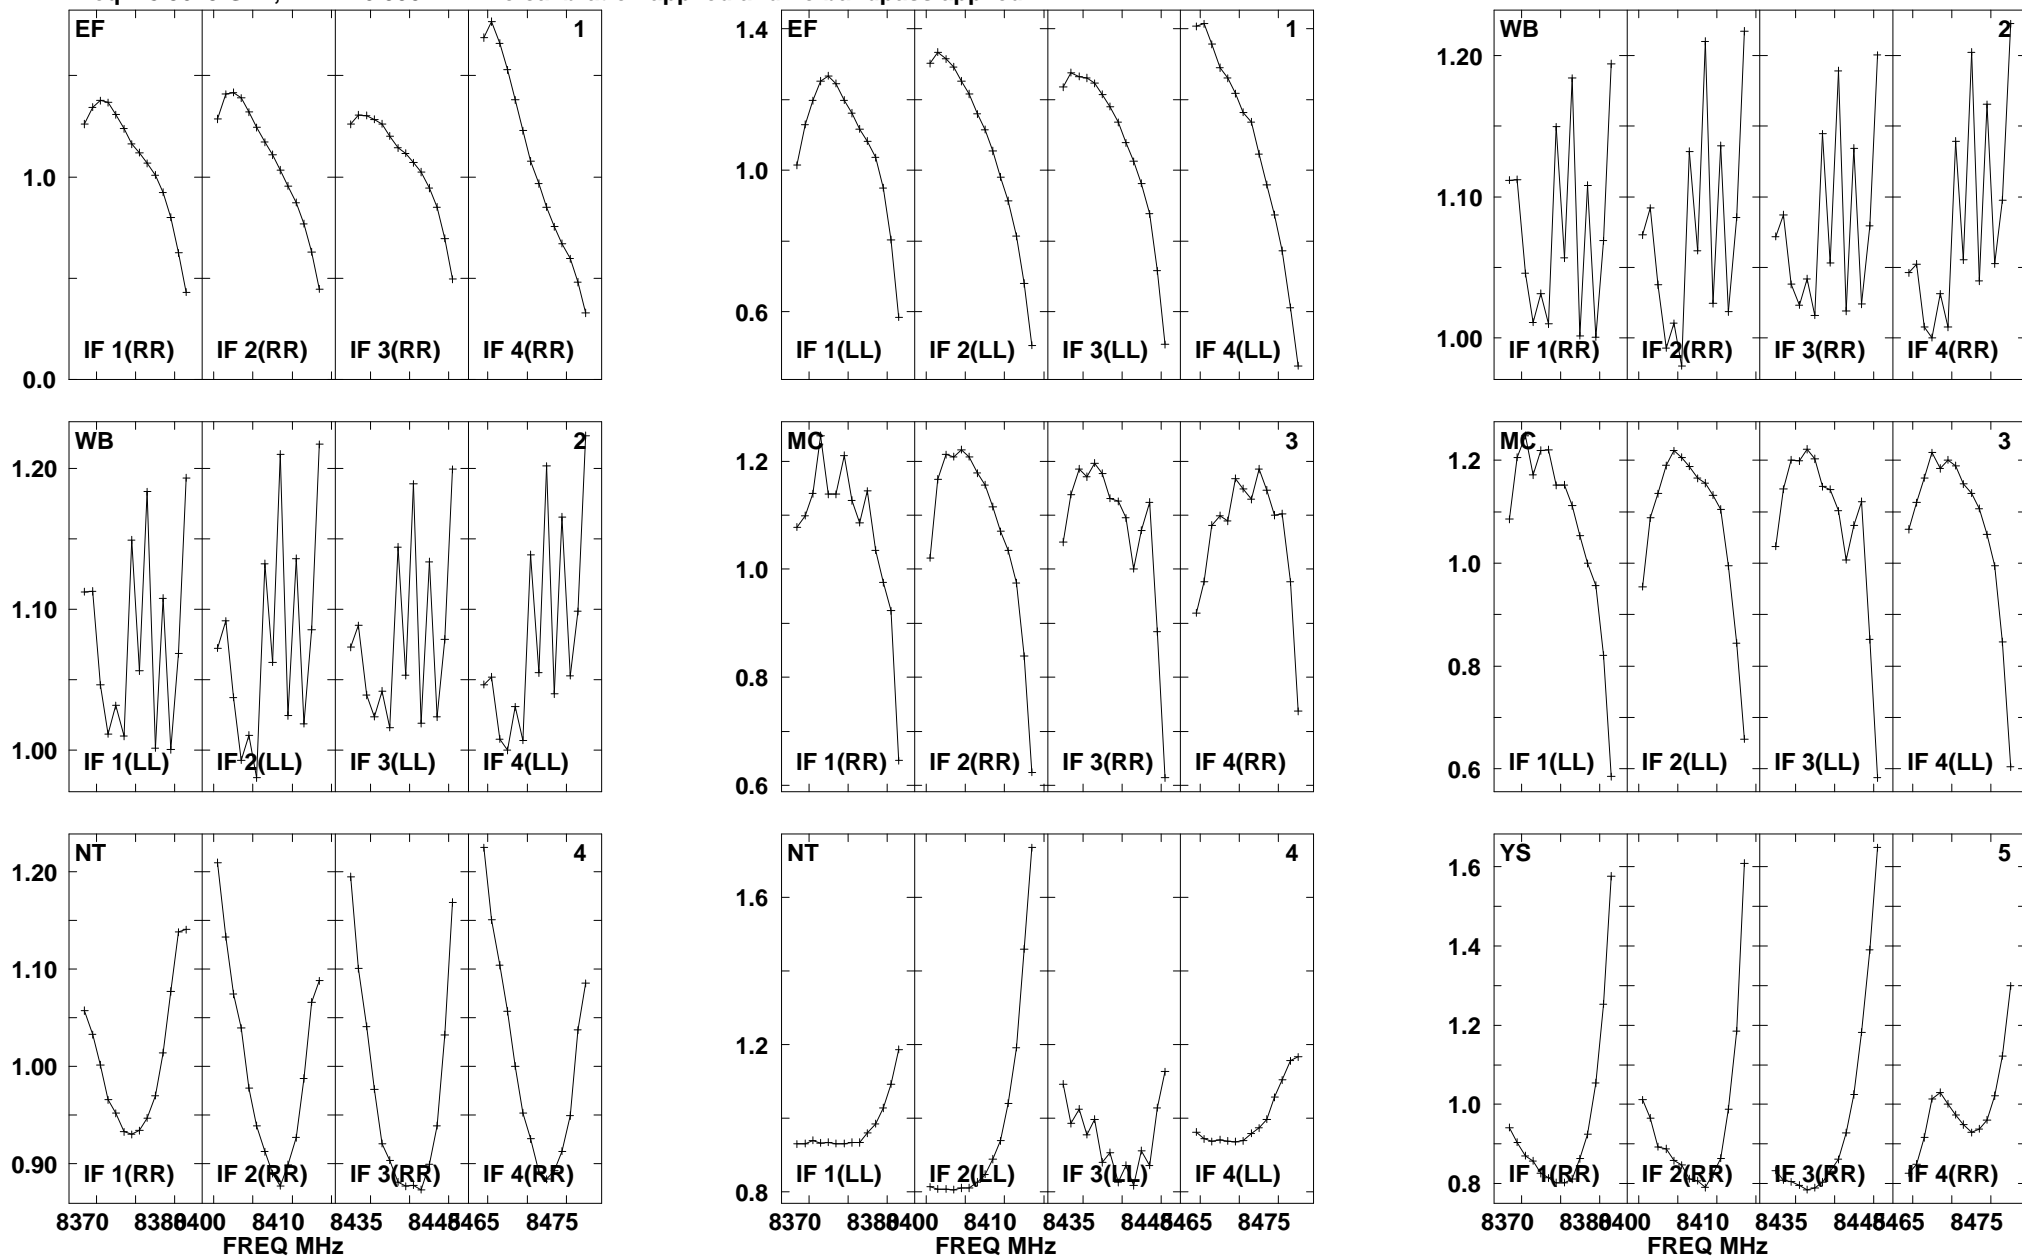 EF 1
1.0
0.0
IF 1(RR) IF 2(RR) IF 3(RR) IF 4(RR)
EF 1
1.4
1.0
0.6
IF 1(LL) IF 2(LL) IF 3(LL) IF 4(LL)
WB 2
1.20
1.10
1.00
IF 1(RR) IF 2(RR) IF 3(RR) IF 4(RR)
WB 2
1.20
1.10
1.00
IF 1(LL) IF 2(LL) IF 3(LL) IF 4(LL)
MC 3
1.2
1.0
0.8
0.6
IF 1(RR) IF 2(RR) IF 3(RR) IF 4(RR)
MC 3
1.2
1.0
0.8
0.6
IF 1(LL) IF 2(LL) IF 3(LL) IF 4(LL)
NT 4
1.20
1.10
1.00
0.90
IF 1(RR) IF 2(RR) IF 3(RR) IF 4(RR)
8370 8380 8400 8410 8435 8445 8465 8475
FREQ MHz
NT 4
1.6
1.2
0.8
IF 1(LL) IF 2(LL) IF 3(LL) IF 4(LL)
8370 8380 8400 8410 8435 8445 8465 8475
FREQ MHz
YS 5
1.6
1.4
1.2
1.0
0.8
IF 1(RR) IF 2(RR) IF 3(RR) IF 4(RR)
8370 8380 8400 8410 8435 8445 8465 8475
FREQ MHz